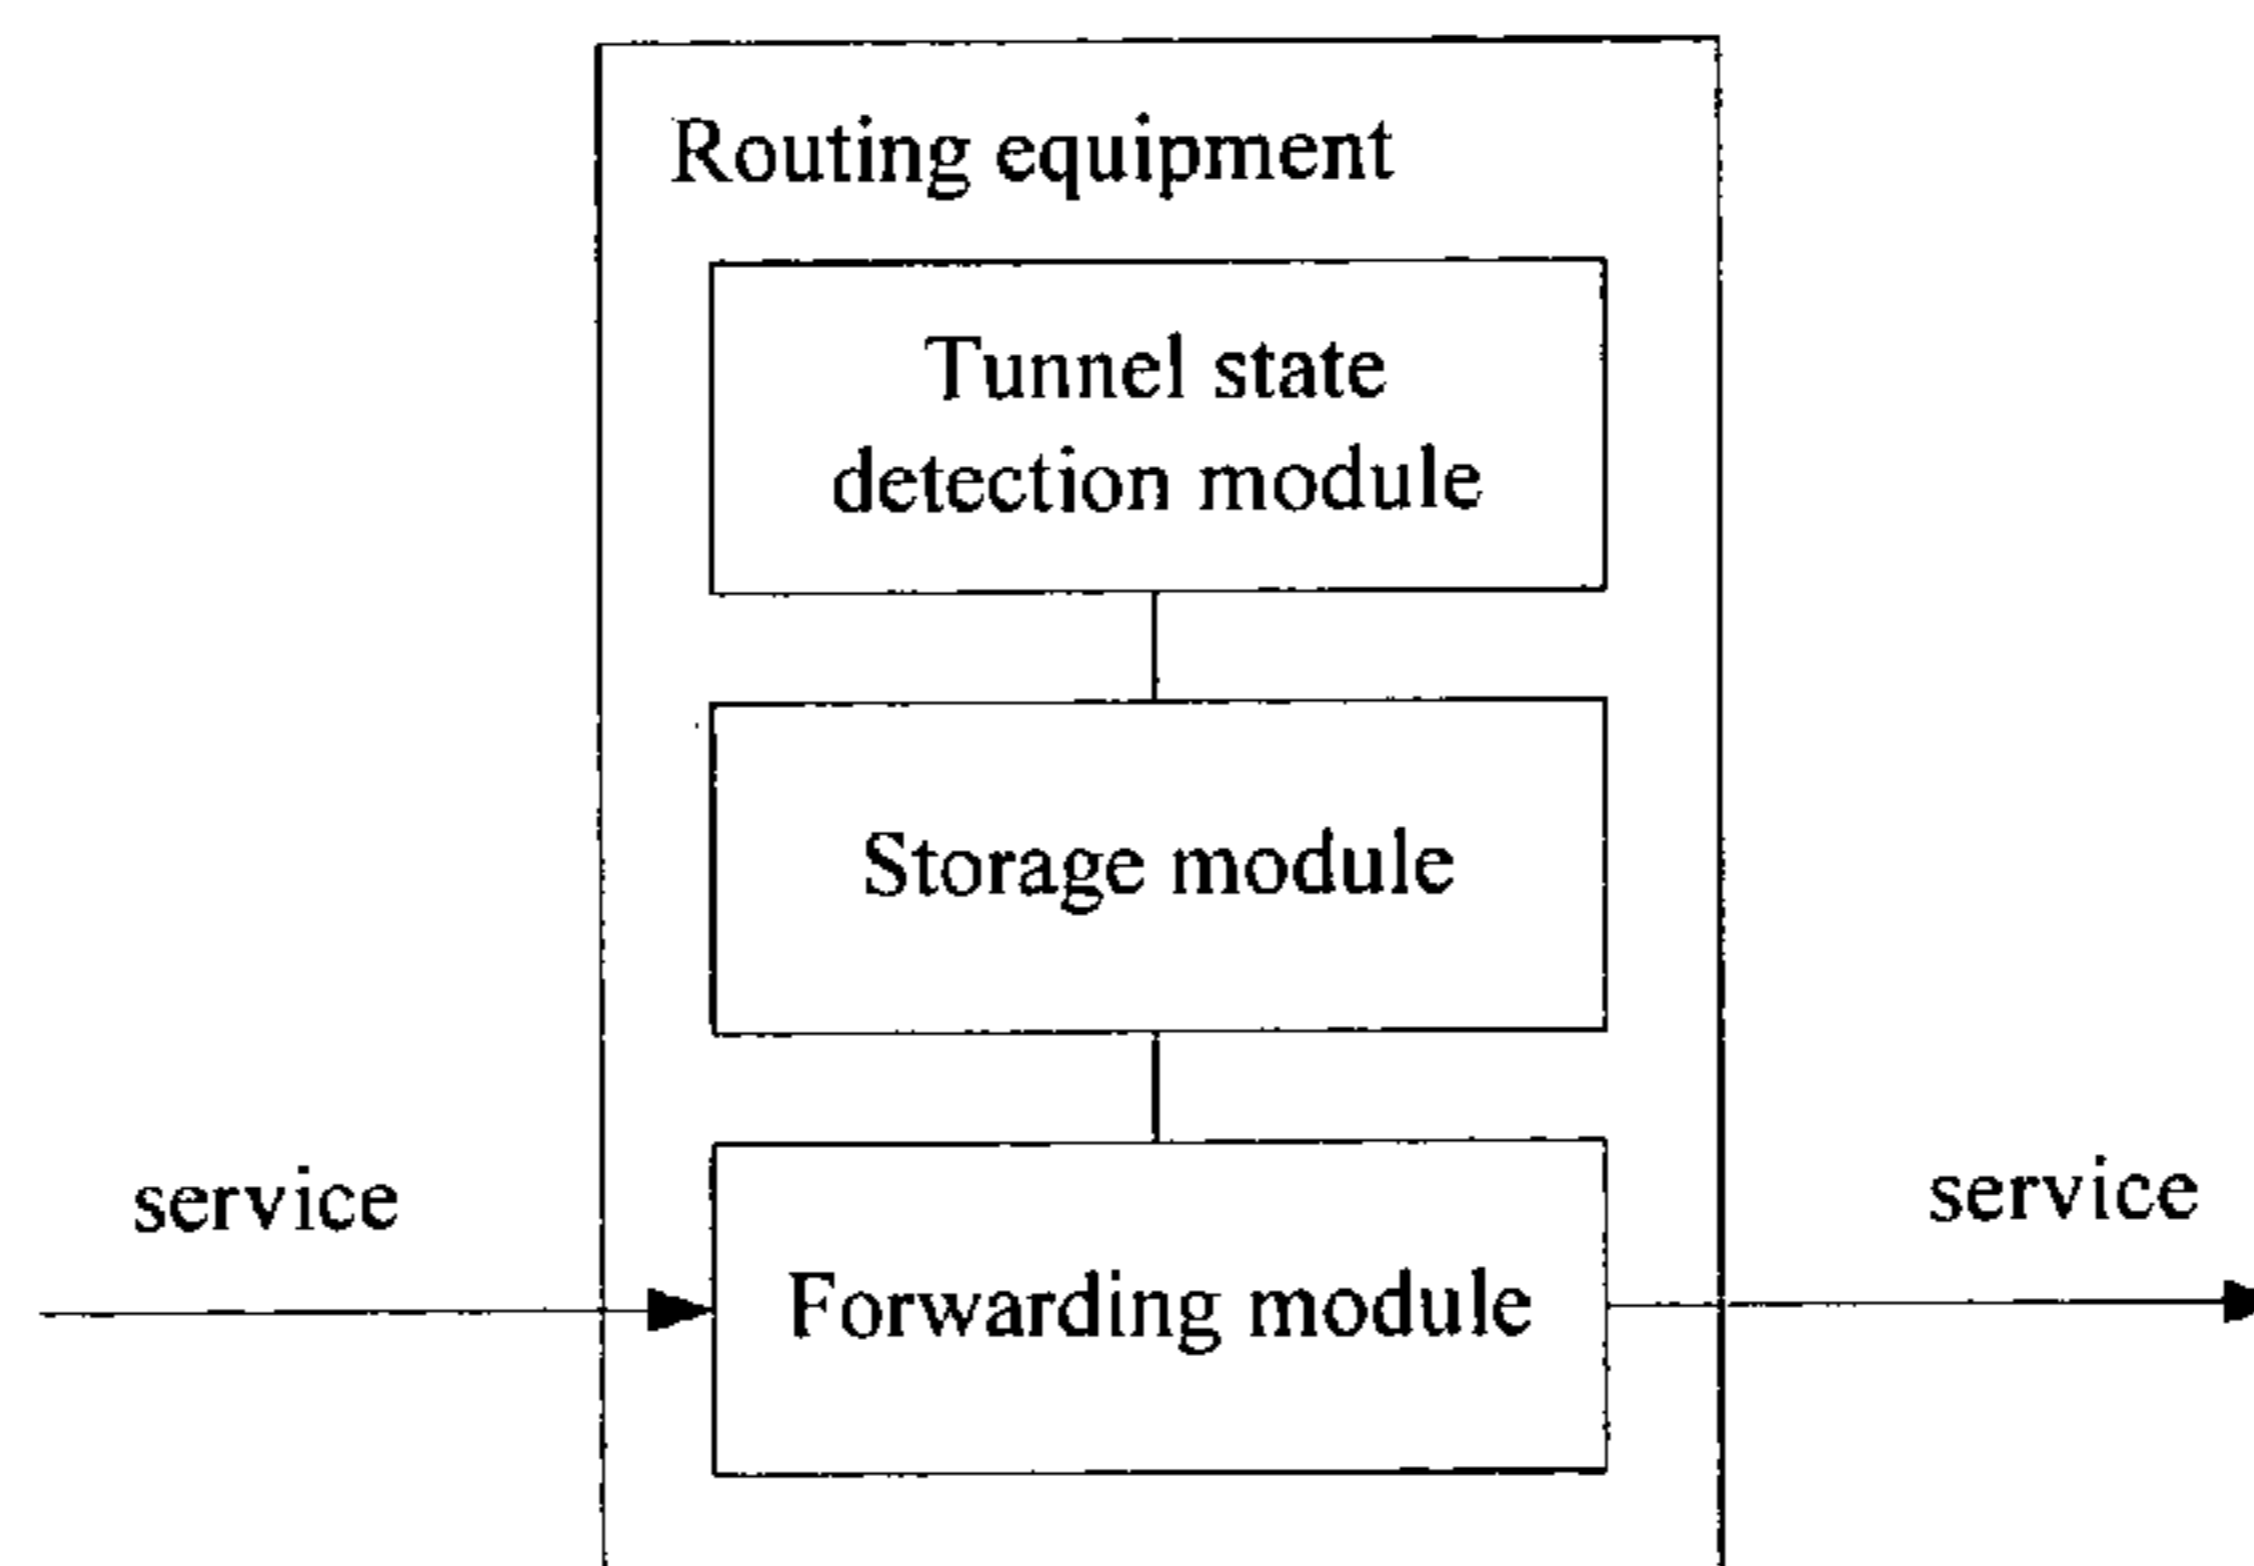 Routing equipment
Tunnel state
detection module
Storage module
service
Forwarding module
service